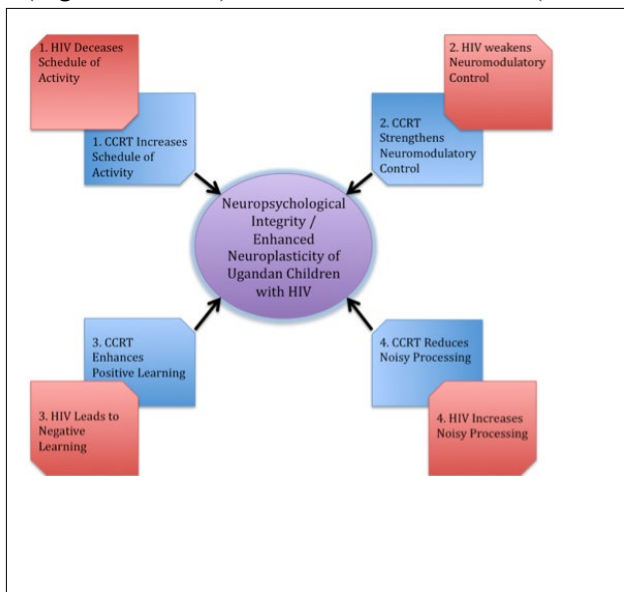 1. HIV Deceases
Schedule of
Activity
1. CCRT Increases
Schedule of
Activity
2. HIV weakens
Neuromodulatory
Control
2. CCRT
Strengthens
Neuromodulatory
Control
Neuropsychological
Integrity /
Enhanced
Neuroplasticity of
Ugandan Children
with HIV
3. CCRT
Enhances
Positive Learning
3. HIV Leads to
Negative
Learning
4. CCRT Reduces
Noisy Processing
4. HIV Increases
Noisy Processing